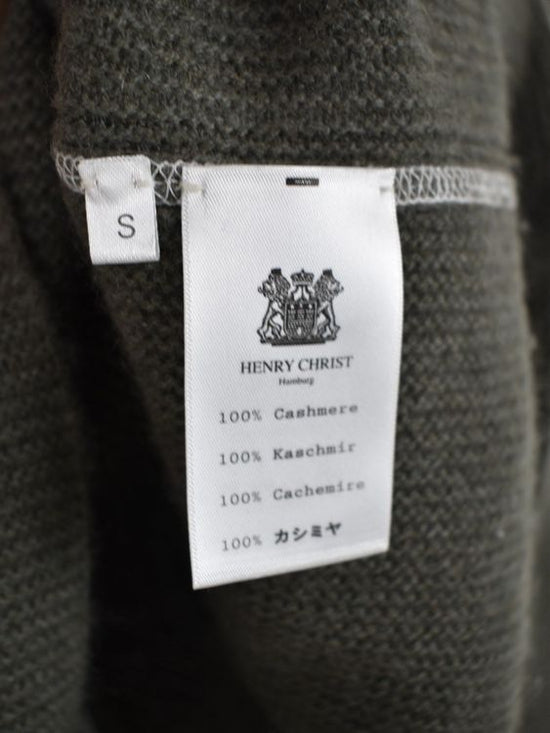 S
HENRY CHRIST
Hamburg
100% Cashmere
100% Kaschmir
100% Cachemire
100% カシミヤ